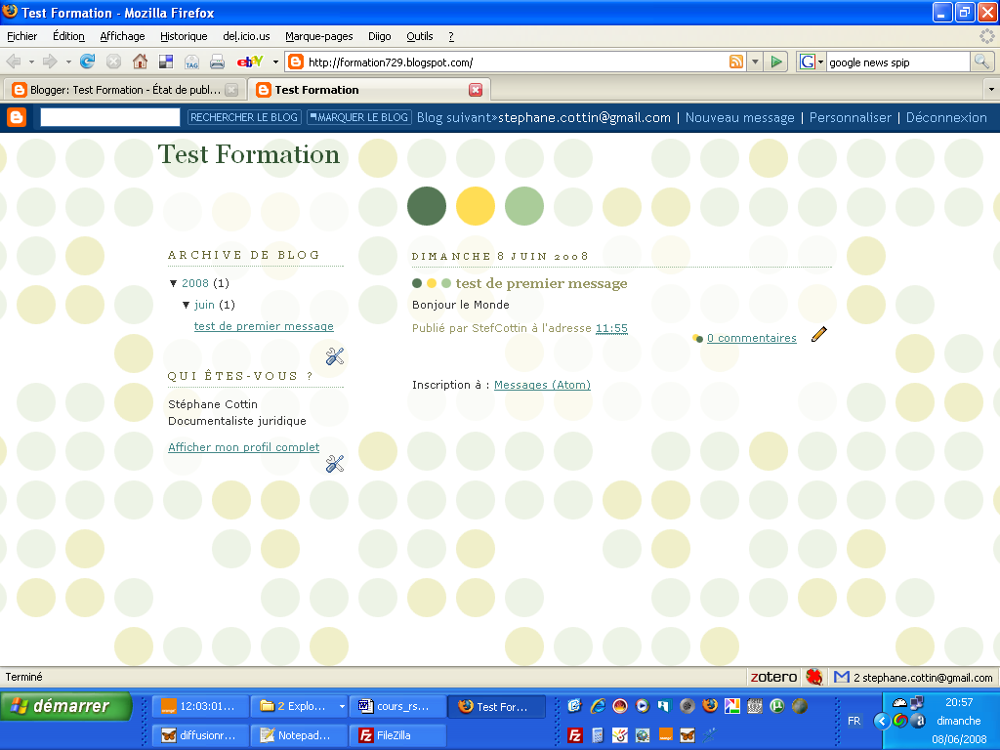 Test Formation - Mozilla Firefox
Fichier Édition Affichage Historique del.icio.us Marque-pages Diigo Outils ?
TAG ebY http://formation729.blogspot.com/ G google news spip
Blogger: Test Formation - État de publ... Test Formation
RECHERCHER LE BLOG MARQUER LE BLOG Blog suivant» stephane.cottin@gmail.com | Nouveau message | Personnaliser | Déconnexion
Test Formation
ARCHIVE DE BLOG
▼ 2008 (1)
▼ juin (1)
test de premier message
QUI ÊTES-VOUS ?
Stéphane Cottin
Documentaliste juridique
Afficher mon profil complet
DIMANCHE 8 JUIN 2008
test de premier message
Bonjour le Monde
Publié par StefCottin à l'adresse 11:55
0 commentaires
Inscription à : Messages (Atom)
Terminé zotero 2 stephane.cottin@gmail.com
démarrer 12:03:01... 2 Explo... cours_rs... Test For... 20:57
FR dimanche
diffusionr... Notepad... FileZilla 08/06/2008